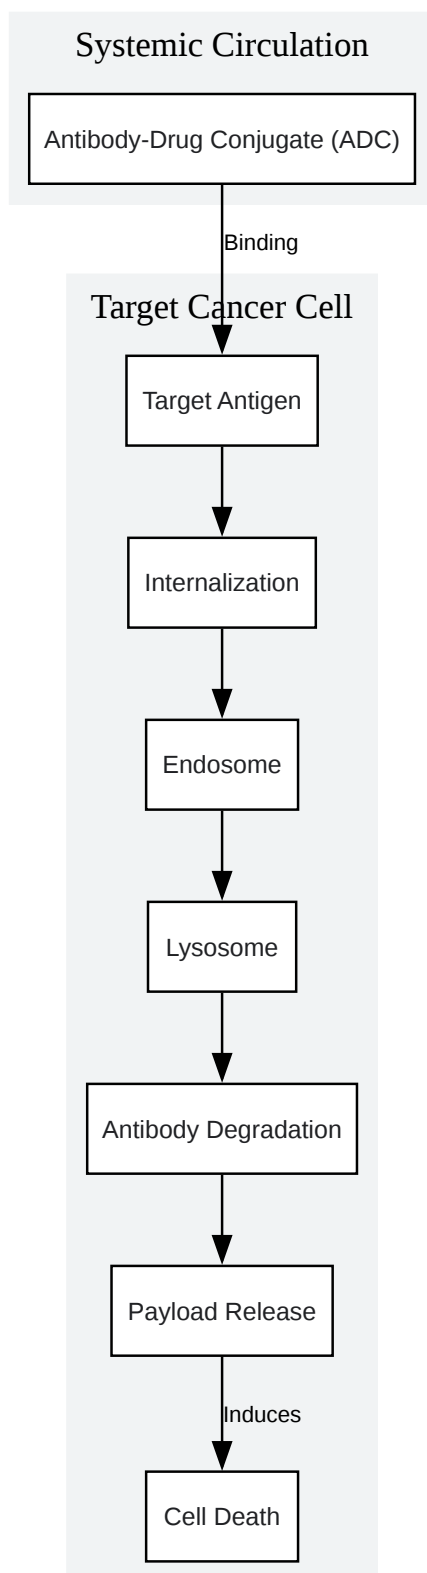 Systemic Circulation
Antibody-Drug Conjugate (ADC)
Binding
Target Cancer Cell
Target Antigen
Internalization
Endosome
Lysosome
Antibody Degradation
Payload Release
Induces
Cell Death